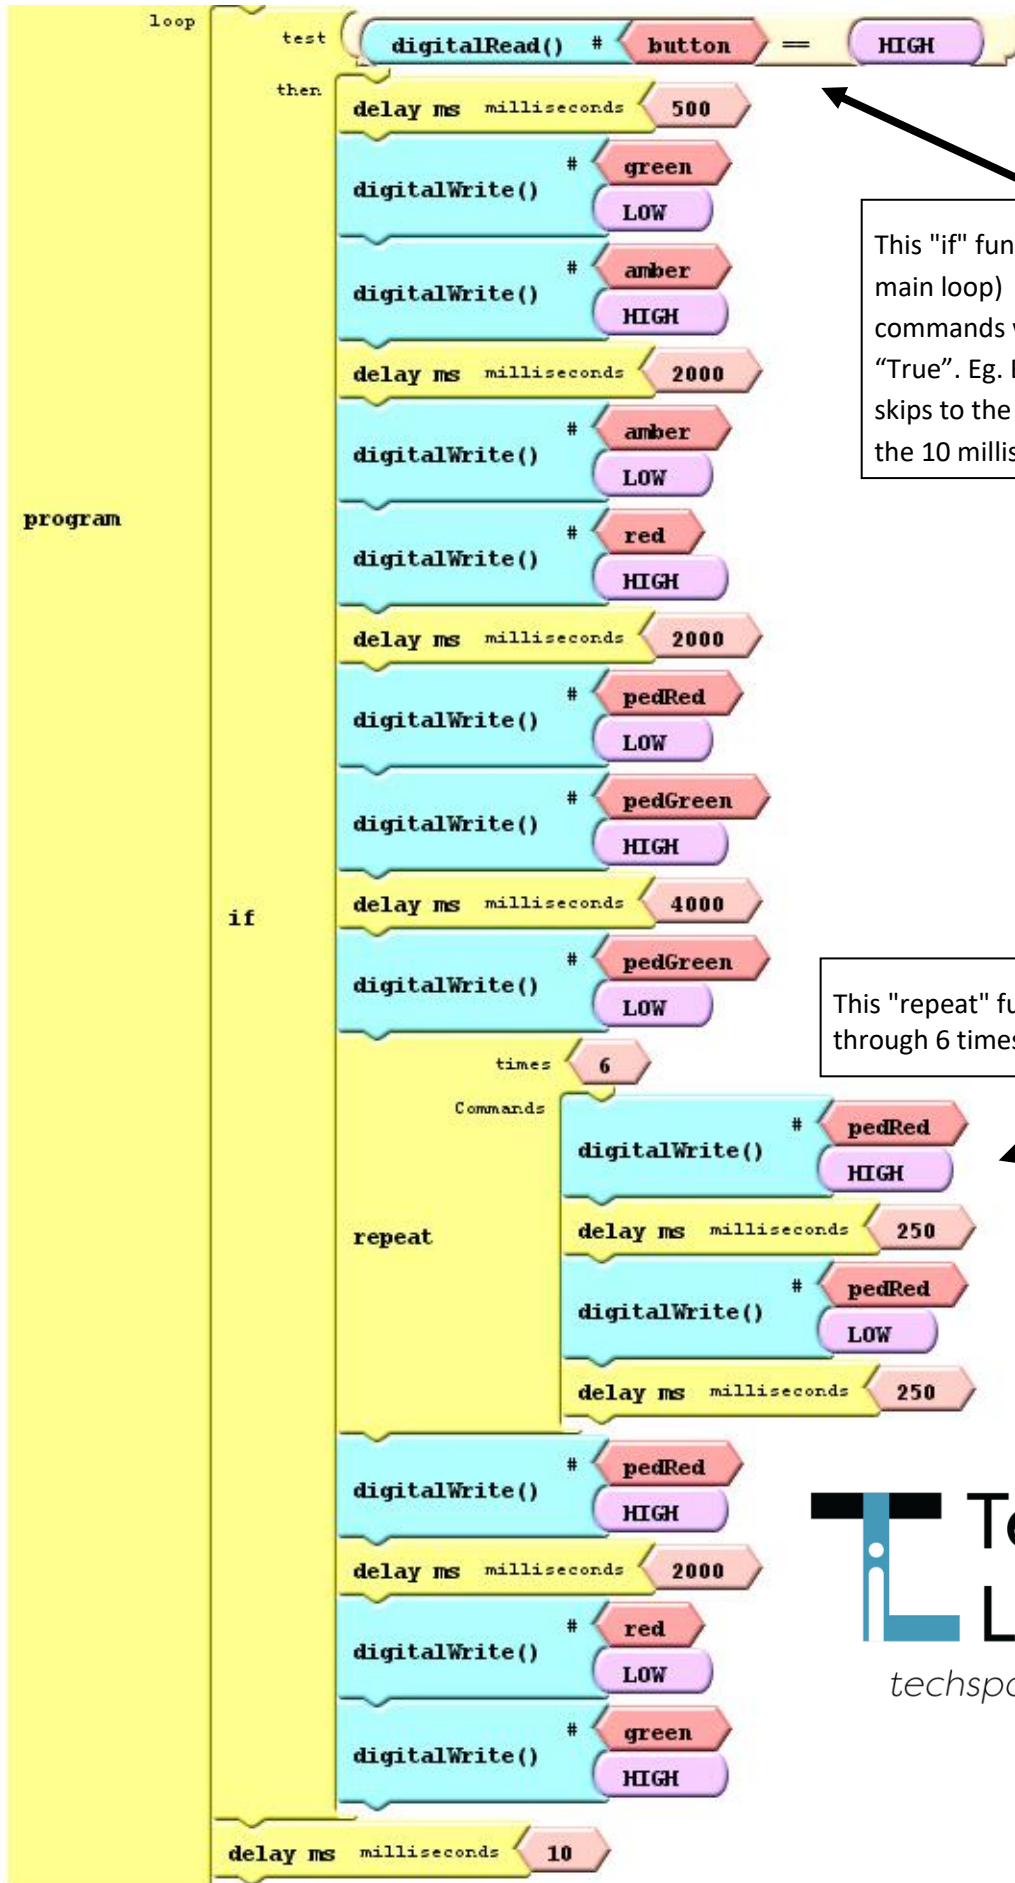 loop
test digitalRead() # button == HIGH
then
delay ms milliseconds 500
digitalWrite() # green
LOW
digitalWrite() # amber
HIGH
delay ms milliseconds 2000
digitalWrite() # amber
LOW
program
digitalWrite() # red
HIGH
delay ms milliseconds 2000
digitalWrite() # pedRed
LOW
digitalWrite() # pedGreen
HIGH
if
delay ms milliseconds 4000
digitalWrite() # pedGreen
LOW
times 6
Commands
digitalWrite() # pedRed
HIGH
repeat
delay ms milliseconds 250
digitalWrite() # pedRed
LOW
delay ms milliseconds 250
digitalWrite() # pedRed
HIGH
delay ms milliseconds 2000
digitalWrite() # red
LOW
digitalWrite() # green
HIGH
delay ms milliseconds 10
This "if" fun
main loop)
commands
“True”. Eg.
skips to the
the 10 millis
This "repeat" fu
through 6 times
Te
L
techspa